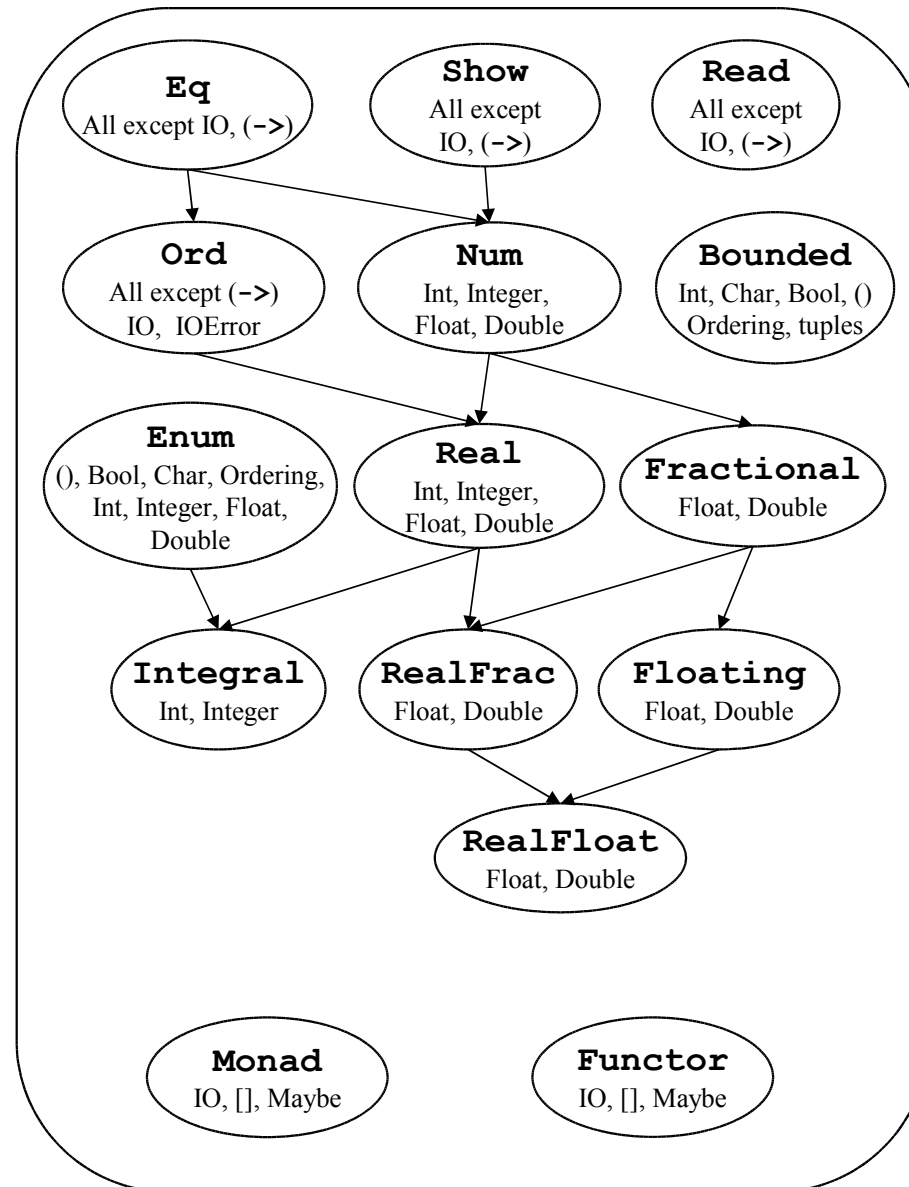 Eq
All except IO, (->)
Show
All except
IO, (->)
Read
All except
IO, (->)
Ord
All except (->)
IO, IOError
Num
Int, Integer,
Float, Double
Bounded
Int, Char, Bool, ()
Ordering, tuples
Enum
(), Bool, Char, Ordering,
Int, Integer, Float,
Double
Real
Int, Integer,
Float, Double
Fractional
Float, Double
Integral
Int, Integer
RealFrac
Float, Double
Floating
Float, Double
RealFloat
Float, Double
Monad
IO, [], Maybe
Functor
IO, [], Maybe